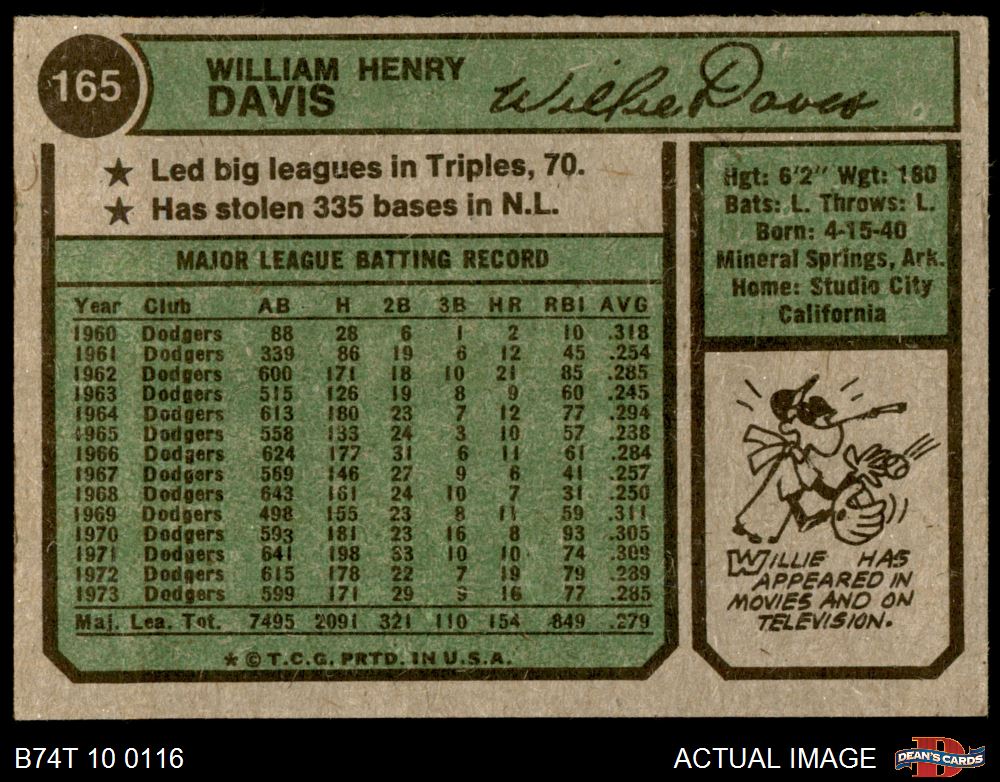 165
WILLIAM HENRY
DAVIS
Willie Davis
★ Led big leagues in Triples, 70.
★ Has stolen 335 bases in N.L.
MAJOR LEAGUE BATTING RECORD
Year Club AB H 2B 3B HR RBI AVG
1960 Dodgers 88 28 6 1 2 10 .318
1961 Dodgers 339 86 19 6 12 45 .254
1962 Dodgers 600 171 18 10 21 85 .285
1963 Dodgers 515 126 19 8 9 60 .245
1964 Dodgers 613 180 23 7 12 77 .294
1965 Dodgers 558 133 24 3 10 57 .238
1966 Dodgers 624 177 31 6 11 61 .284
1967 Dodgers 569 146 27 9 6 41 .257
1968 Dodgers 643 161 24 10 7 31 .250
1969 Dodgers 498 155 23 8 11 59 .311
1970 Dodgers 593 181 23 16 8 93 .305
1971 Dodgers 641 198 33 10 10 74 .309
1972 Dodgers 615 178 22 7 19 79 .289
1973 Dodgers 599 171 29 9 16 77 .285
Maj. Lea. Tot. 7495 2091 321 110 154 849 .279
★ © T.C.G. PRTD. IN U.S.A.
Hgt: 6'2" Wgt: 180
Bats: L. Throws: L.
Born: 4-15-40
Mineral Springs, Ark.
Home: Studio City
California
WILLIE HAS
APPEARED IN
MOVIES AND ON
TELEVISION.
B74T 10 0116
ACTUAL IMAGE
D
DEAN'S CARDS